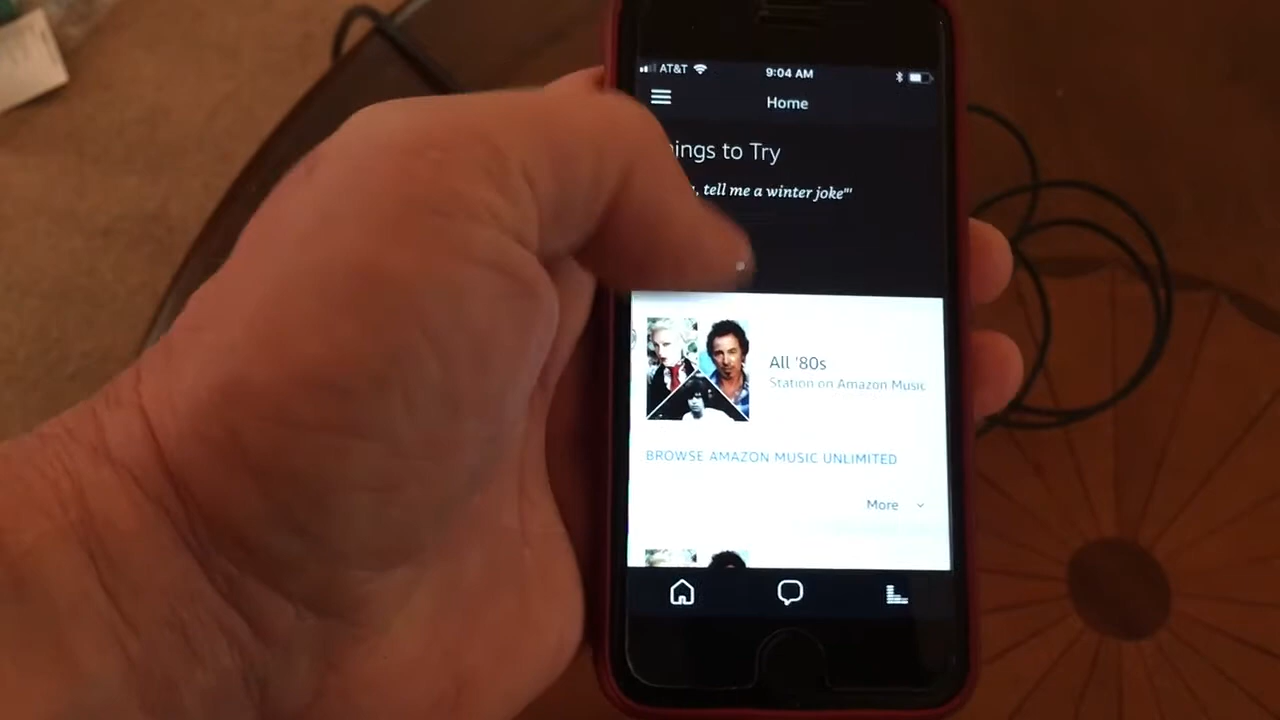 AT&T 9:04 AM
Home
ings to Try
, tell me a winter joke"'
All '80s
Station on Amazon Music
BROWSE AMAZON MUSIC UNLIMITED
More